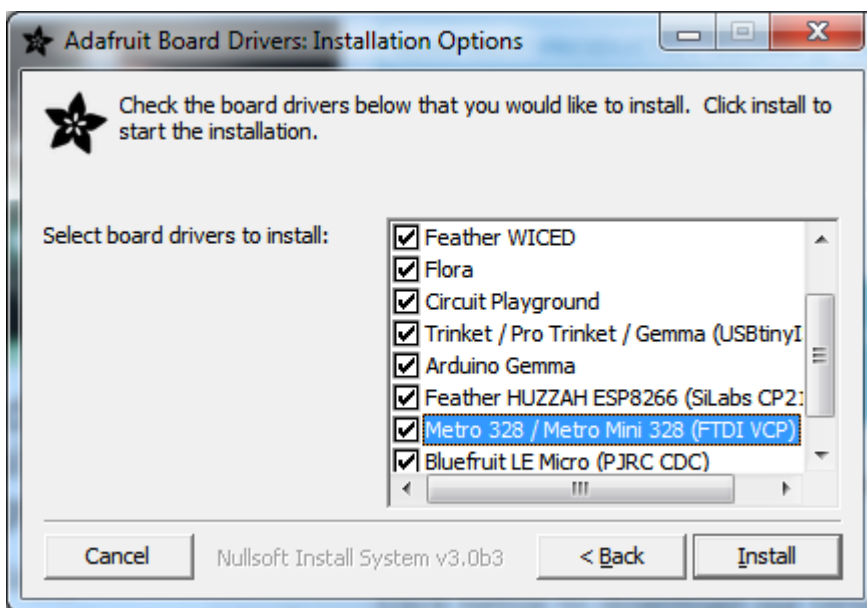 Adafruit Board Drivers: Installation Options
Check the board drivers below that you would like to install. Click install to
start the installation.
Select board drivers to install:
Feather WICED
Flora
Circuit Playground
Trinket / Pro Trinket / Gemma (USBtinyI
Arduino Gemma
Feather HUZZAH ESP8266 (SiLabs CP21
Metro 328 / Metro Mini 328 (FTDI VCP)
Bluefruit LE Micro (PJRC CDC)
Cancel
Nullsoft Install System v3.0b3
< Back
Install